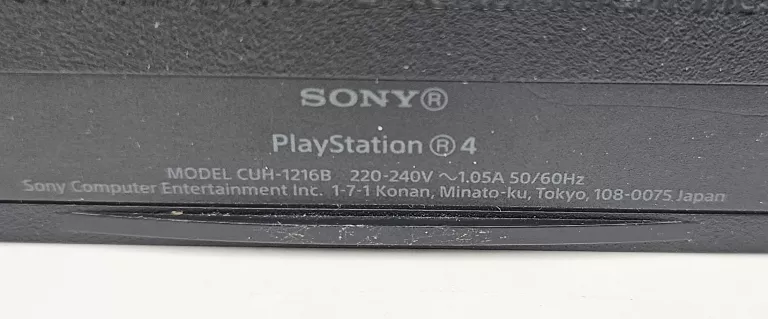 SONY®
PlayStation®4
MODEL CUH-1216B 220-240V ~1.05A 50/60Hz
Sony Computer Entertainment Inc. 1-7-1 Konan, Minato-ku, Tokyo, 108-0075 Japan